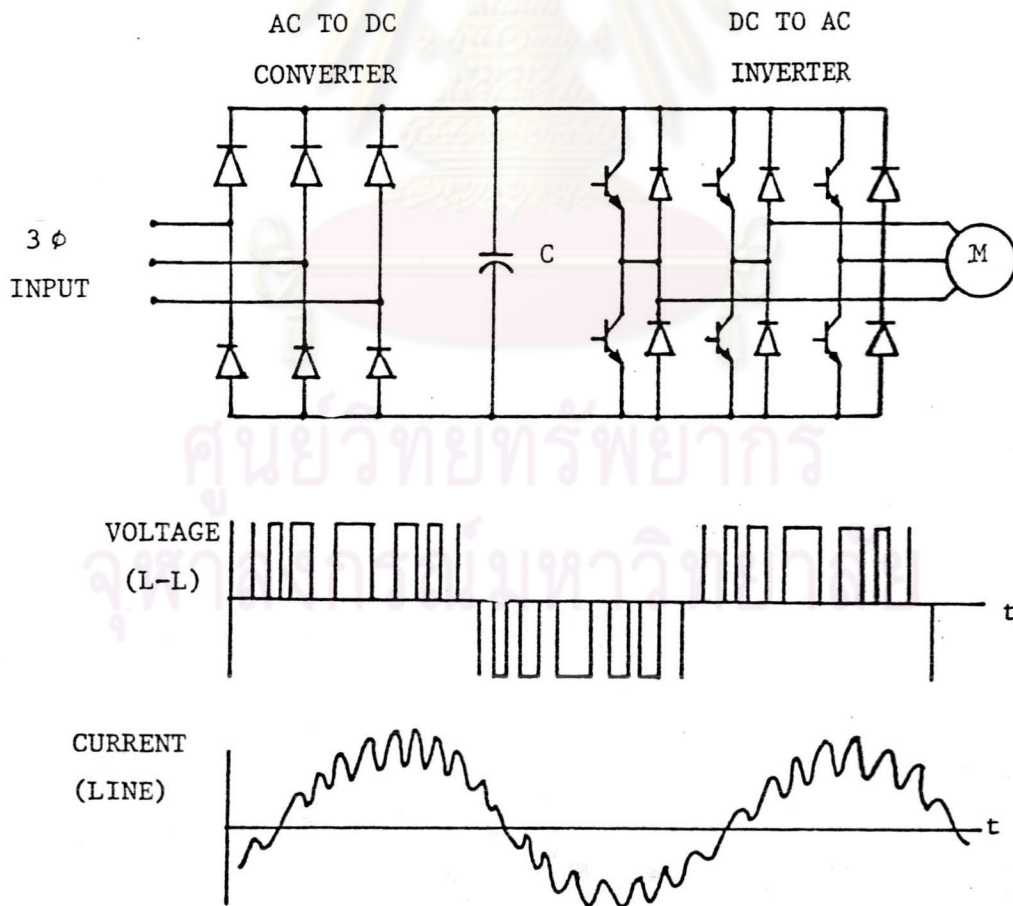 AC TO DC
CONVERTER
DC TO AC
INVERTER
3 φ
INPUT
C
M
ศูนย์วิทยทรัพยากร
จุฬาลงกรณ์มหาวิทยาลัย
VOLTAGE
(L-L)
t
CURRENT
(LINE)
t